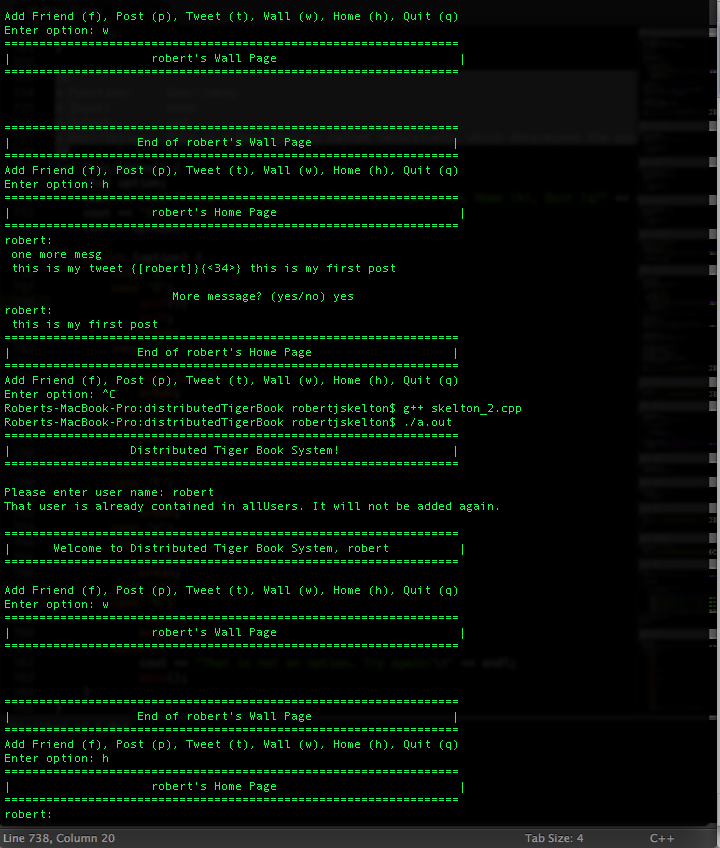 Add Friend (f), Post (p), Tweet (t), Wall (w), Home (h), Quit (q)
Enter option: w
=================================================================
|                    robert's Wall Page                          |
=================================================================
=================================================================
|                  End of robert's Wall Page                    |
=================================================================
Add Friend (f), Post (p), Tweet (t), Wall (w), Home (h), Quit (q)
Enter option: h
=================================================================
|                    robert's Home Page                          |
=================================================================
robert:
 one more mesg
 this is my tweet {[robert]}{<34>} this is my first post
                        More message? (yes/no) yes
robert:
 this is my first post
=================================================================
|                  End of robert's Home Page                    |
=================================================================
Add Friend (f), Post (p), Tweet (t), Wall (w), Home (h), Quit (q)
Enter option: ^C
Roberts-MacBook-Pro:distributedTigerBook robertjskelton$ g++ skelton_2.cpp
Roberts-MacBook-Pro:distributedTigerBook robertjskelton$ ./a.out
=================================================================
|                 Distributed Tiger Book System!                |
=================================================================
Please enter user name: robert
That user is already contained in allUsers. It will not be added again.
=================================================================
|      Welcome to Distributed Tiger Book System, robert          |
=================================================================
Add Friend (f), Post (p), Tweet (t), Wall (w), Home (h), Quit (q)
Enter option: w
=================================================================
|                    robert's Wall Page                          |
=================================================================
=================================================================
|                  End of robert's Wall Page                    |
=================================================================
Add Friend (f), Post (p), Tweet (t), Wall (w), Home (h), Quit (q)
Enter option: h
=================================================================
|                    robert's Home Page                          |
=================================================================
robert:
Line 738, Column 20 Tab Size: 4 C++